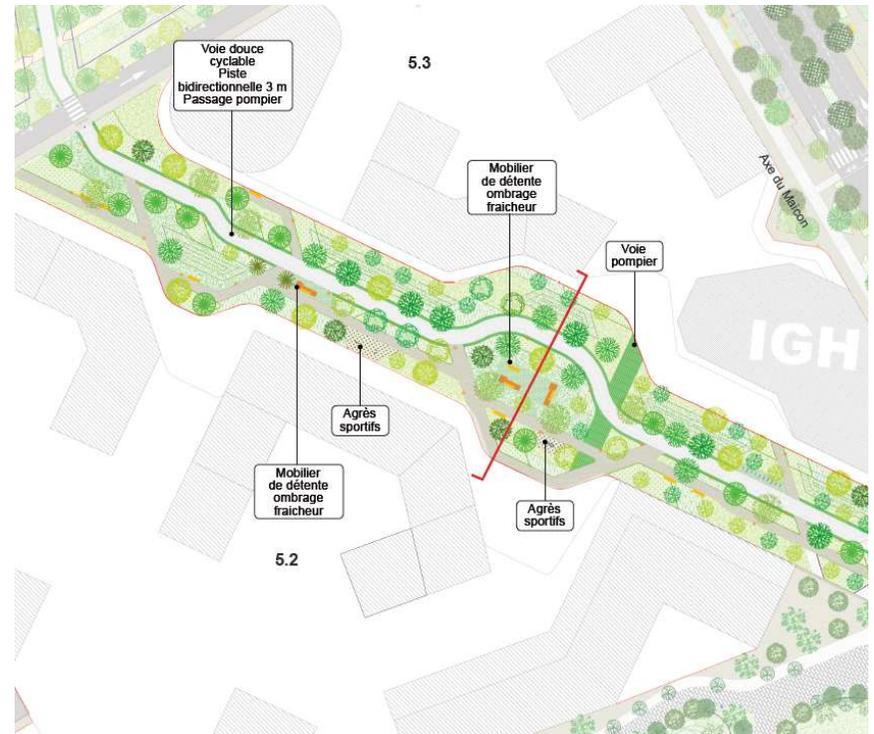 Voie douce
cyclable
Piste
bidirectionnelle 3 m
Passage pompier
5.3
Mobilier
de détente
ombrage
fraicheur
Axe du Maicon
Voie
pompier
IGH
Agrès
sportifs
Mobilier
de détente
ombrage
fraicheur
Agrès
sportifs
5.2